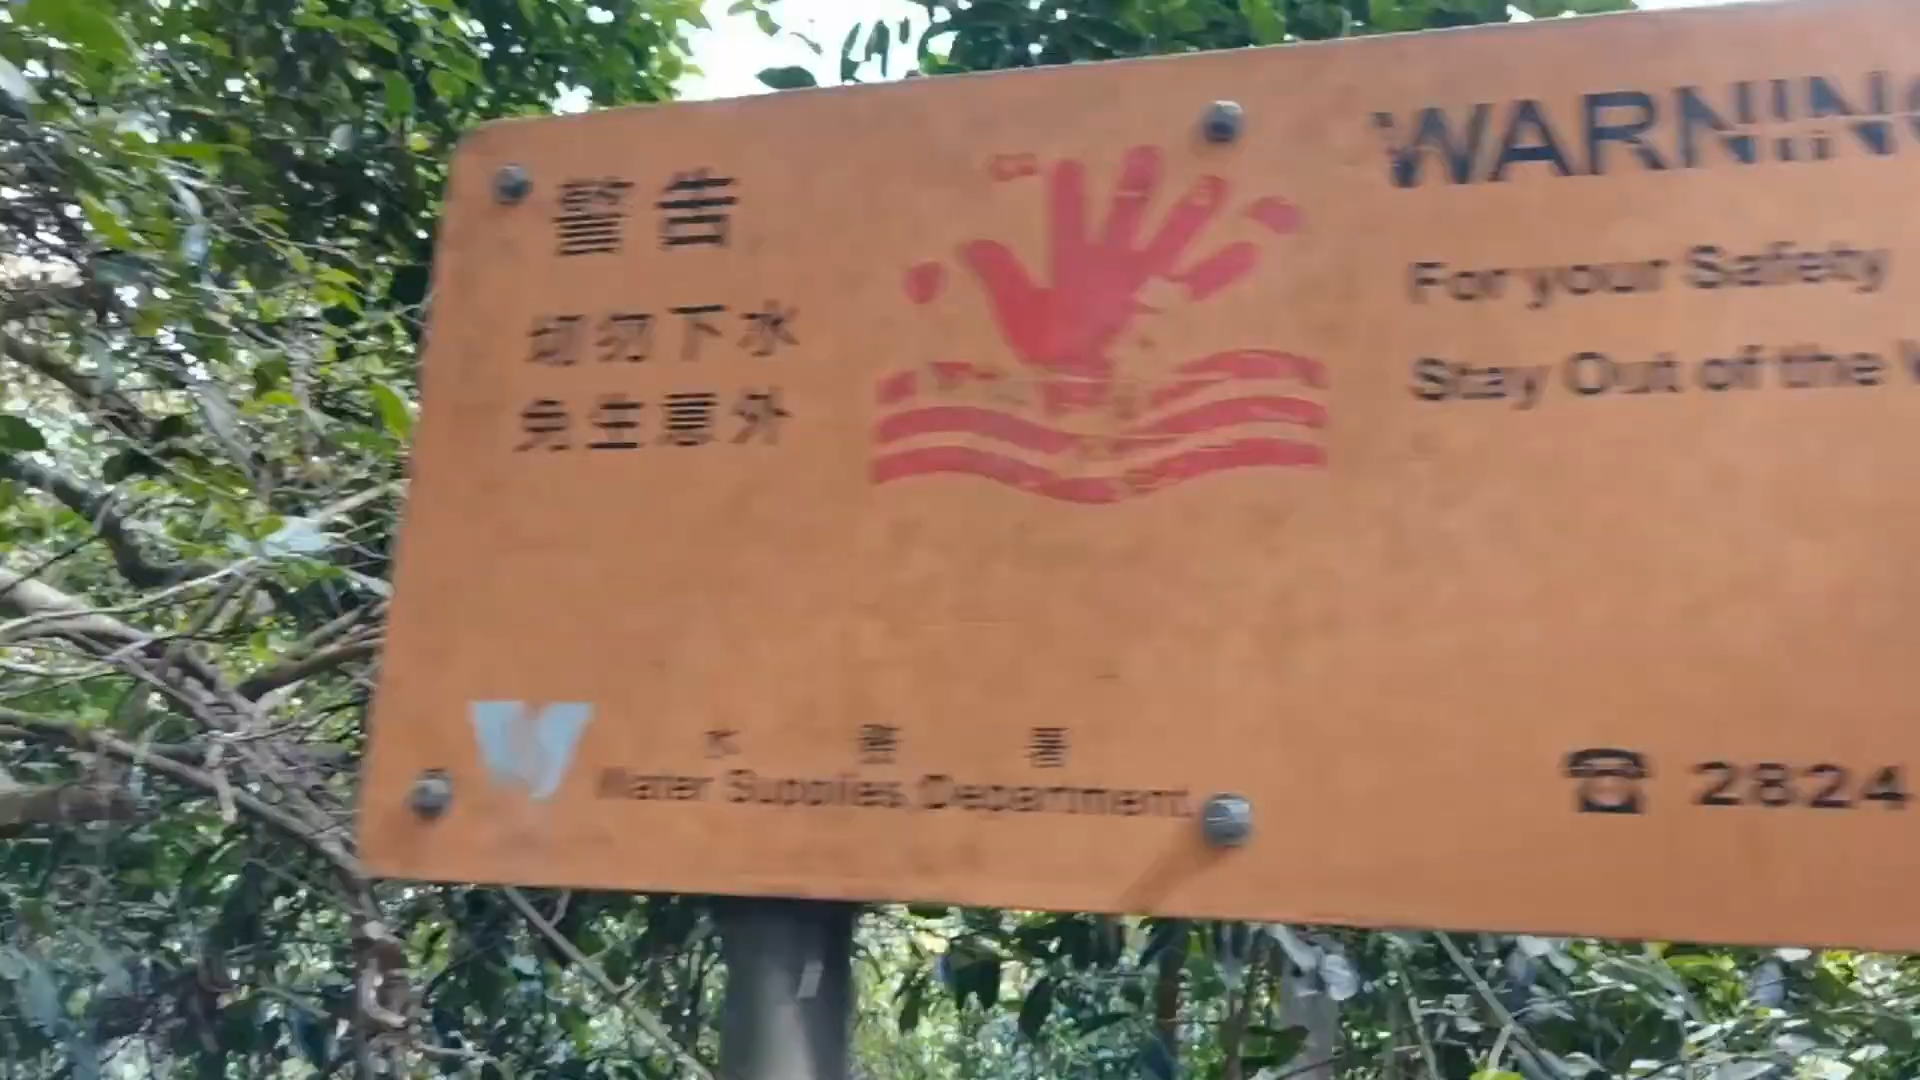 警告
切勿下水
免生意外
WARNING
For your Safety
Stay Out of the
水務署
Water Supplies Department
2824